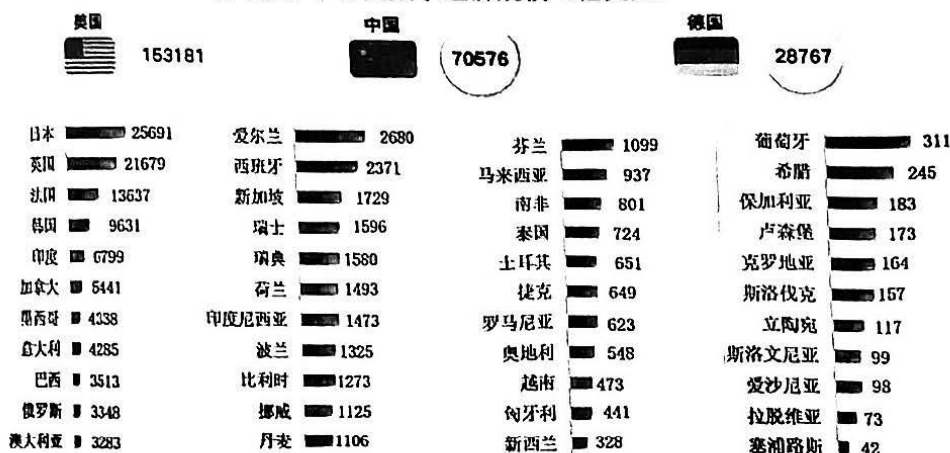 美国
153181
中国
70576
德国
28767
日本 25691
英国 21679
法国 13637
韩国 9631
印度 6799
加拿大 5441
墨西哥 4338
意大利 4285
巴西 3513
俄罗斯 3348
澳大利亚 3283
爱尔兰 2680
西班牙 2371
新加坡 1729
瑞士 1596
瑞典 1580
荷兰 1493
印度尼西亚 1473
波兰 1325
比利时 1273
挪威 1125
丹麦 1106
芬兰 1099
马来西亚 937
南非 801
泰国 724
土耳其 651
捷克 649
罗马尼亚 623
奥地利 548
越南 473
匈牙利 441
新西兰 328
葡萄牙 311
希腊 245
保加利亚 183
卢森堡 173
克罗地亚 164
斯洛伐克 157
立陶宛 117
斯洛文尼亚 99
爱沙尼亚 98
拉脱维亚 73
塞浦路斯 42